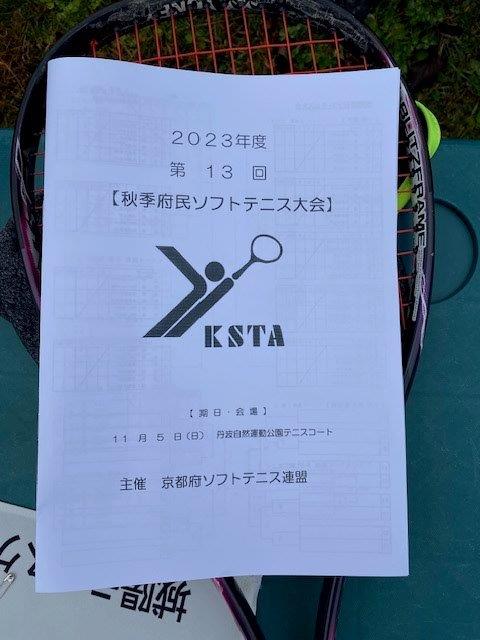 2023年度
第 13 回
【秋季府民ソフトテニス大会】
KSTA
【 期 日 ・ 会 場 】
11 月 5 日(日) 丹波自然運動公園テニスコート
主催 京都府ソフトテニス連盟
BLITZFRAME
城陽